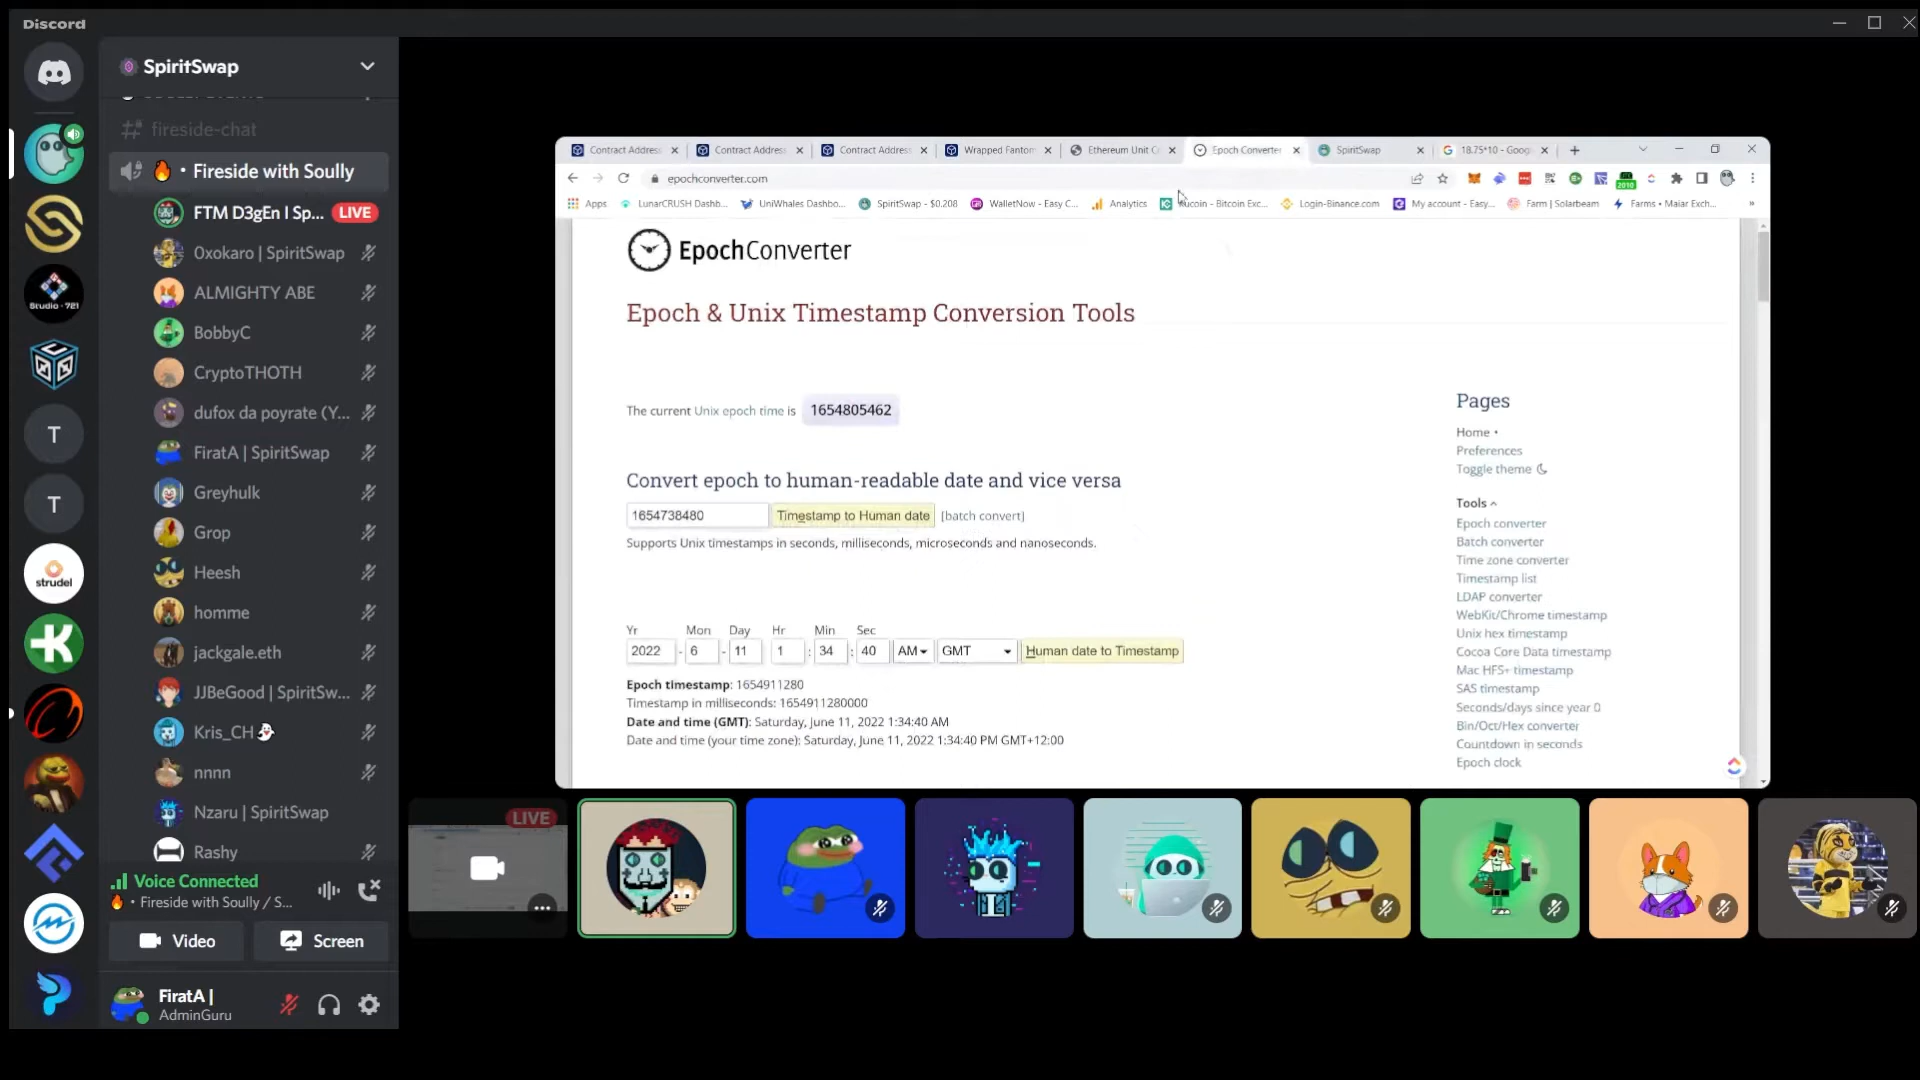 Discord
SpiritSwap
fireside-chat
Fireside with Soully
FTM D3gEn l Sp... LIVE
0xokaro | SpiritSwap
ALMIGHTY ABE
BobbyC
CryptoTHOTH
dufox da poyrate (Y...
FiratA | SpiritSwap
Greyhulk
Grop
Heesh
homme
jackgale.eth
JJBeGood | SpiritSw...
Kris_CH
nnnn
Nzaru | SpiritSwap
Rashy
Voice Connected
• Fireside with Soully / S...
Video Screen
FiratA |
AdminGuru
Studio - 721
T
T
strudel
Contract Address Contract Address Contract Address Wrapped Fantom Ethereum Unit C Epoch Converter SpiritSwap 18.75*10 - Goog
epochconverter.com
2010
Apps LunarCRUSH Dashb... UniWhales Dashbo... SpiritSwap - $0.208 WalletNow - Easy C... Analytics Kucoin - Bitcoin Exc... Login-Binance.com My account - Easy... Farm | Solarbeam Farms • Maiar Exch... »
EpochConverter
Epoch & Unix Timestamp Conversion Tools
The current Unix epoch time is 1654805462
Convert epoch to human-readable date and vice versa
1654738480 Timestamp to Human date [batch convert]
Supports Unix timestamps in seconds, milliseconds, microseconds and nanoseconds.
Yr Mon Day Hr Min Sec
2022 - 6 - 11 1 : 34 : 40 AM GMT Human date to Timestamp
Epoch timestamp: 1654911280
Timestamp in milliseconds: 1654911280000
Date and time (GMT): Saturday, June 11, 2022 1:34:40 AM
Date and time (your time zone): Saturday, June 11, 2022 1:34:40 PM GMT+12:00
Pages
Home •
Preferences
Toggle theme
Tools
Epoch converter
Batch converter
Time zone converter
Timestamp list
LDAP converter
WebKit/Chrome timestamp
Unix hex timestamp
Cocoa Core Data timestamp
Mac HFS+ timestamp
SAS timestamp
Seconds/days since year 0
Bin/Oct/Hex converter
Countdown in seconds
Epoch clock
LIVE